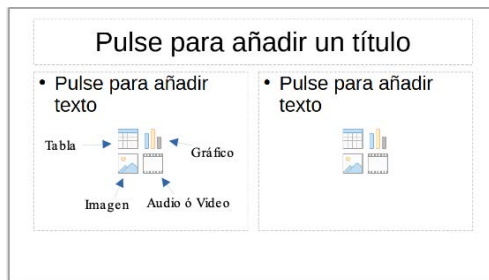 Pulse para añadir un título
• Pulse para añadir
texto
Tabla
Gráfico
Imagen
Audio ó Video
• Pulse para añadir
texto